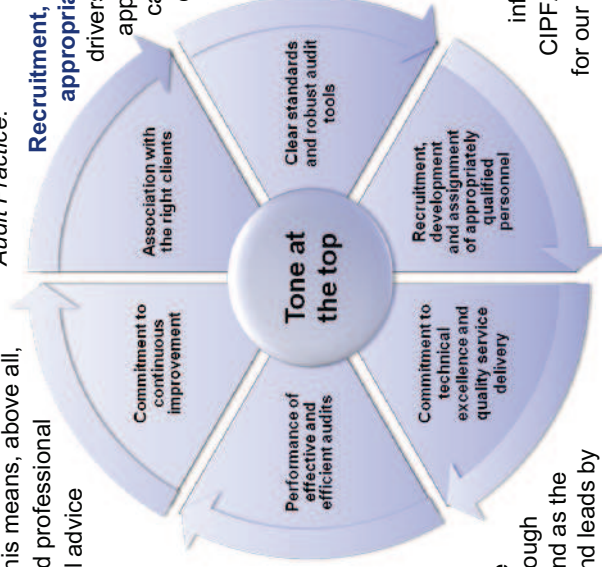 his means, above all,
d professional
l advice
Audit Practice.
Recruitment,
appropria
drivers
app
ca
Tone at
the top
Association with
the right clients
Clear standards
and robust audit
tools
Recruitment,
development
and assignment
of appropriately
qualified
personnel
Commitment to
technical
excellence and
quality service
delivery
Performance of
effective and
efficient audits
Commitment to
continuous
improvement
ough
nd as the
nd leads by
int
CIPFA
for our